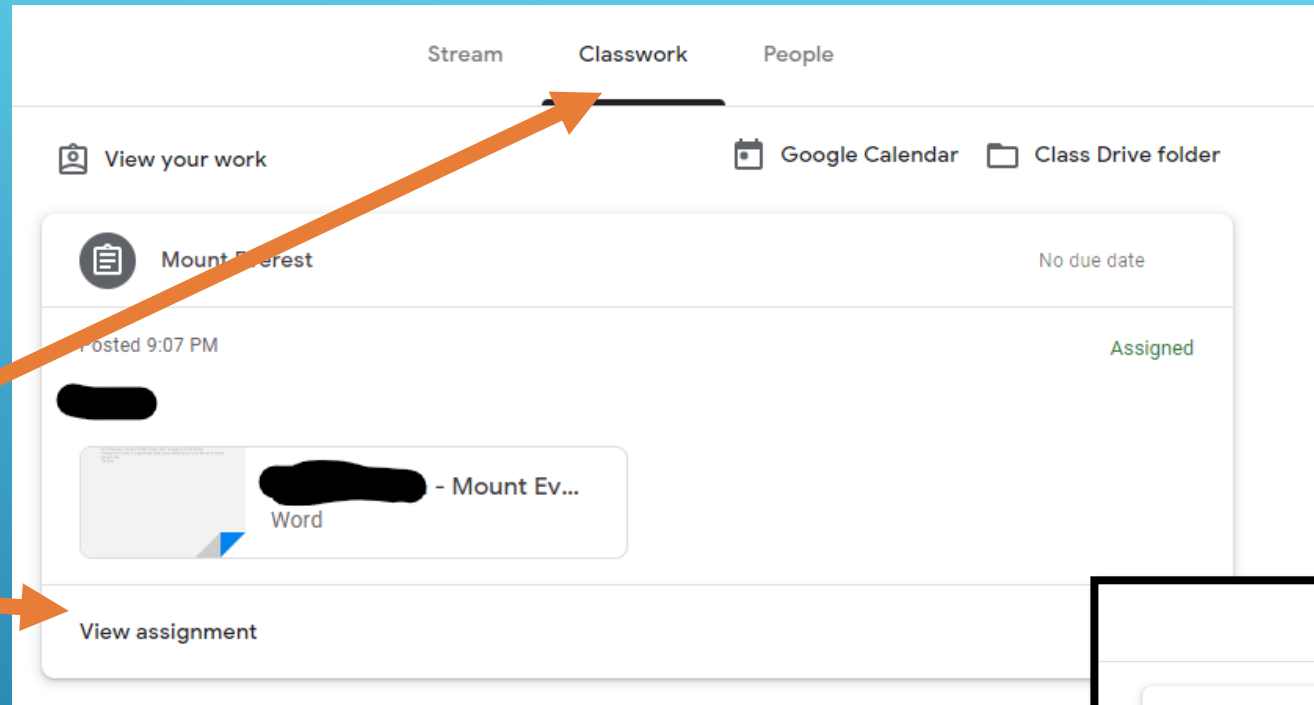 Stream Classwork People
View your work Google Calendar Class Drive folder
Mount Everest No due date
Posted 9:07 PM Assigned
- Mount Ev...
Word
View assignment